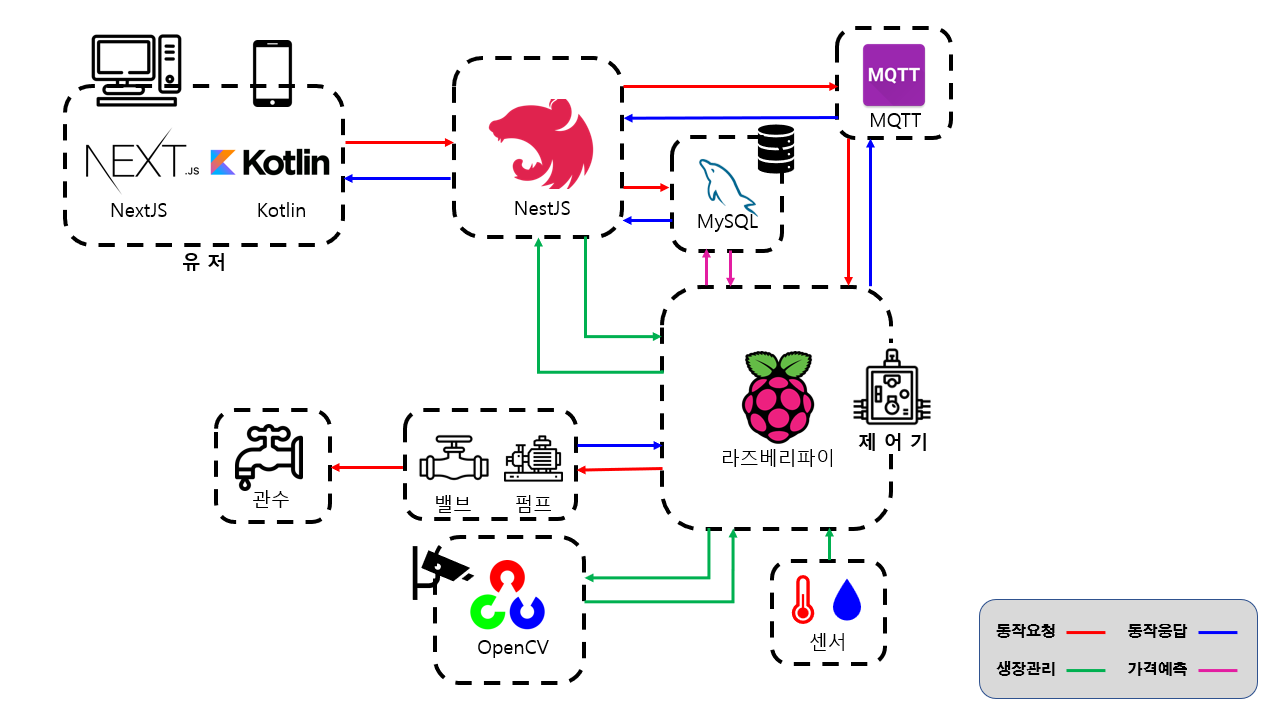 NEXT.JS
Kotlin
NextJS
Kotlin
유 저
NestJS
MQTT
MQTT
MySQL
라즈베리파이
제 어 기
관수
밸브
펌프
OpenCV
센서
동작요청
동작응답
생장관리
가격예측